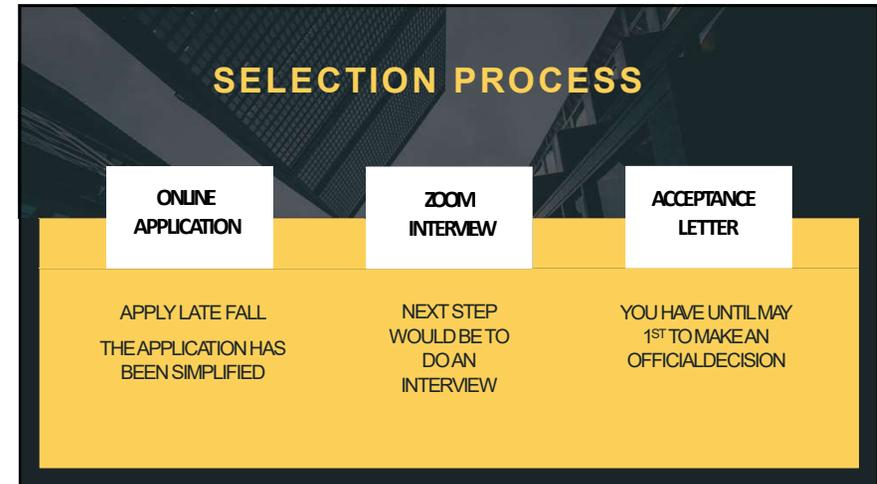 SELECTION PROCESS
ONLINE
APPLICATION
APPLY LATE FALL
THE APPLICATION HAS
BEEN SIMPLIFIED
ZOOM
INTERVIEW
NEXT STEP
WOULD BE TO
DO AN
INTERVIEW
ACCEPTANCE
LETTER
YOU HAVE UNTIL MAY
1ST TO MAKE AN
OFFICIAL DECISION